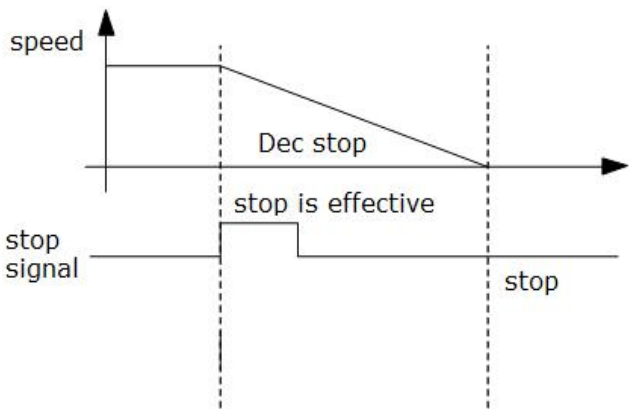 speed
Dec stop
stop is effective
stop
signal
stop